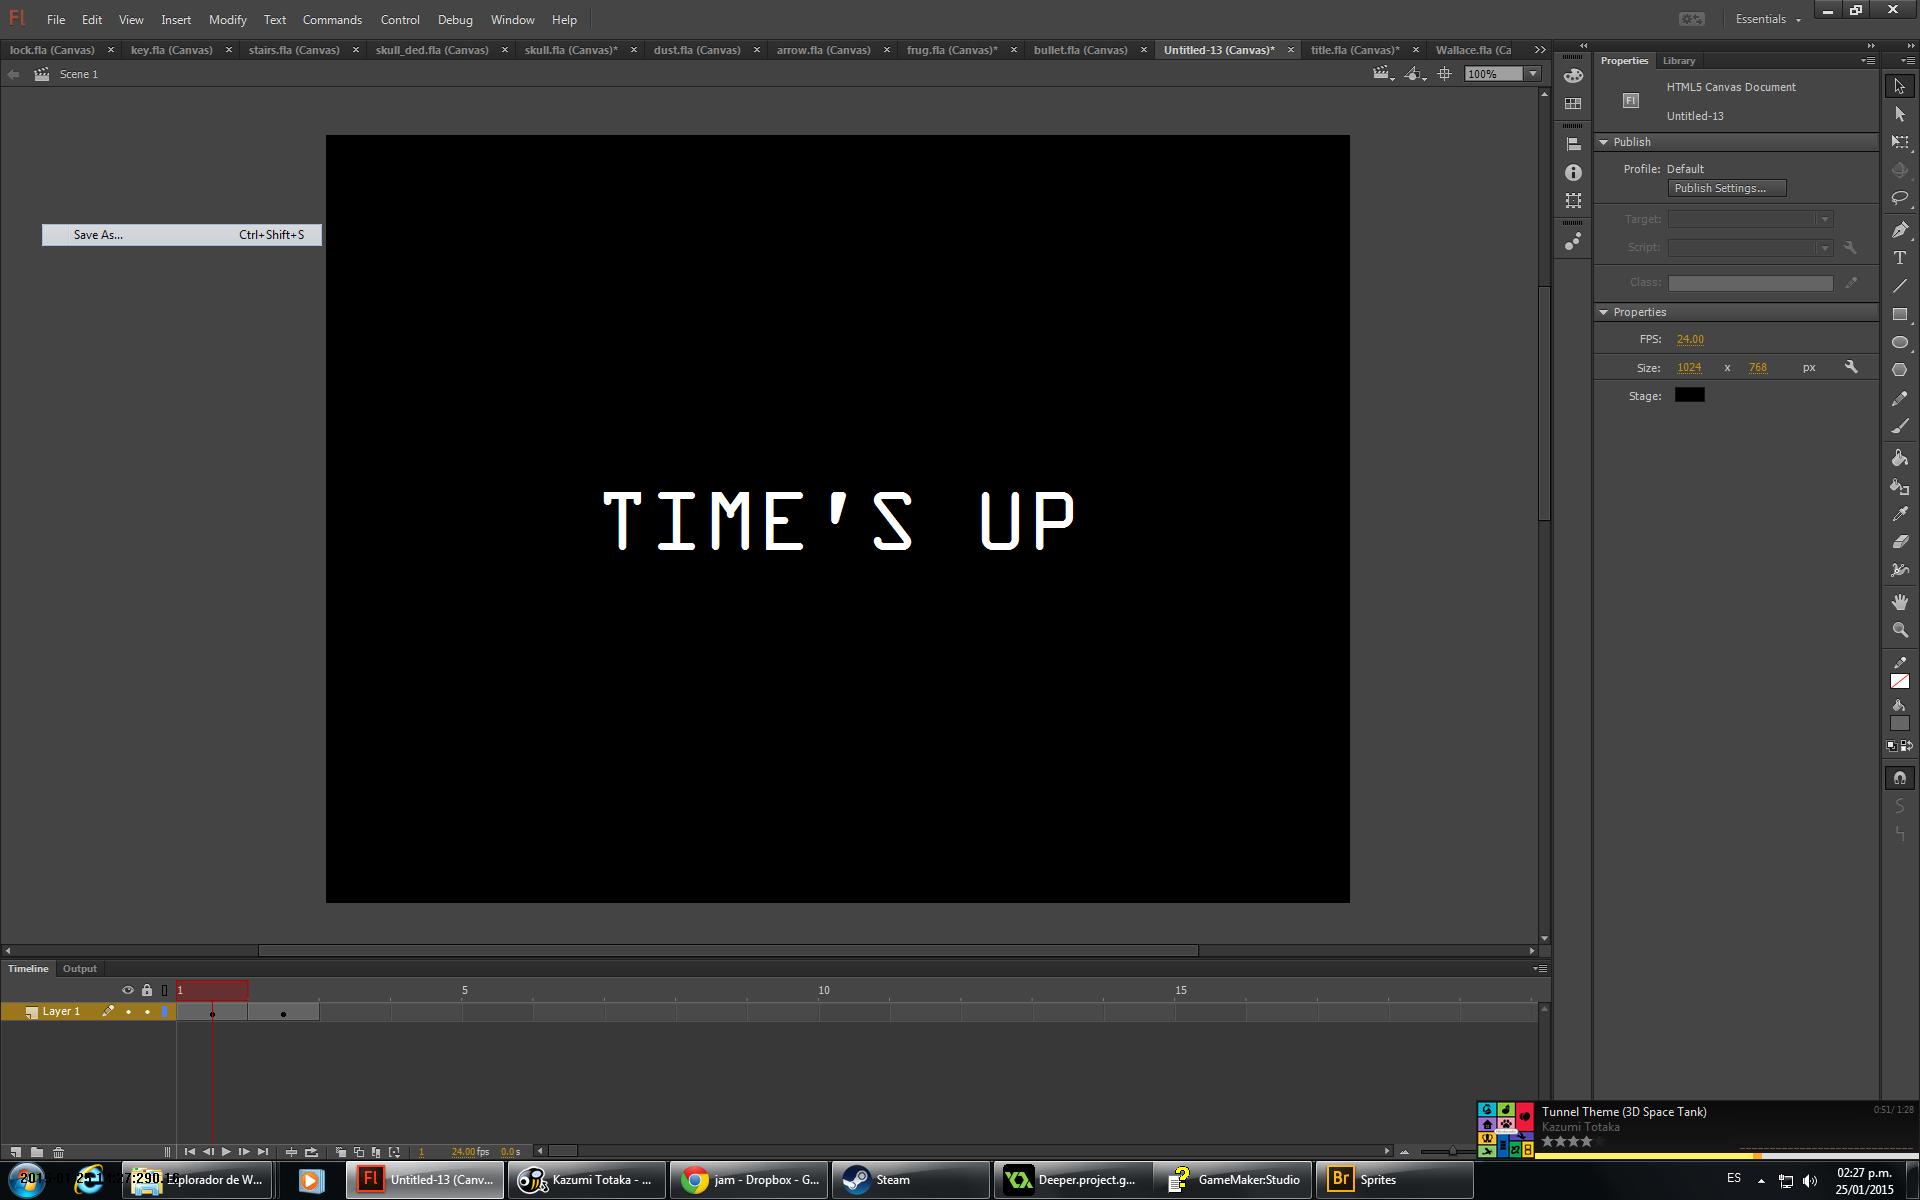 Fl File Edit View Insert Modify Text Commands Control Debug Window Help Essentials
lock.fla (Canvas) key.fla (Canvas) stairs.fla (Canvas) skull_ded.fla (Canvas) skull.fla (Canvas)* dust.fla (Canvas) arrow.fla (Canvas) frug.fla (Canvas)* bullet.fla (Canvas) Untitled-13 (Canvas)* title.fla (Canvas)* Wallace.fla (Ca
Scene 1 100%
Save As... Ctrl+Shift+S
TIME'S UP
Properties Library
Fl HTML5 Canvas Document
Untitled-13
Publish
Profile: Default
Publish Settings...
Target:
Script:
Class:
Properties
FPS: 24.00
Size: 1024 x 768 px
Stage:
Timeline Output
1 5 10 15
Layer 1
1 24.00 fps 0.0 s
Tunnel Theme (3D Space Tank) 0:51/ 1:28
Kazumi Totaka
Explorador de W...
Fl Untitled-13 (Canv...
Kazumi Totaka - ...
jam - Dropbox - G...
Steam
Deeper.project.g...
GameMaker:Studio
Br Sprites
ES
02:27 p.m.
25/01/2015